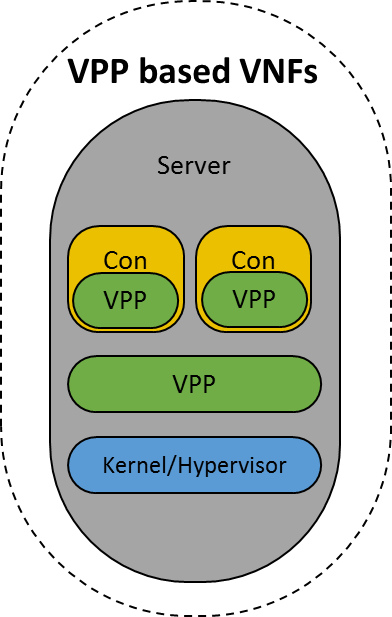 VPP based VNFs
Server
Con
Con
VPP
VPP
VPP
Kernel/Hypervisor